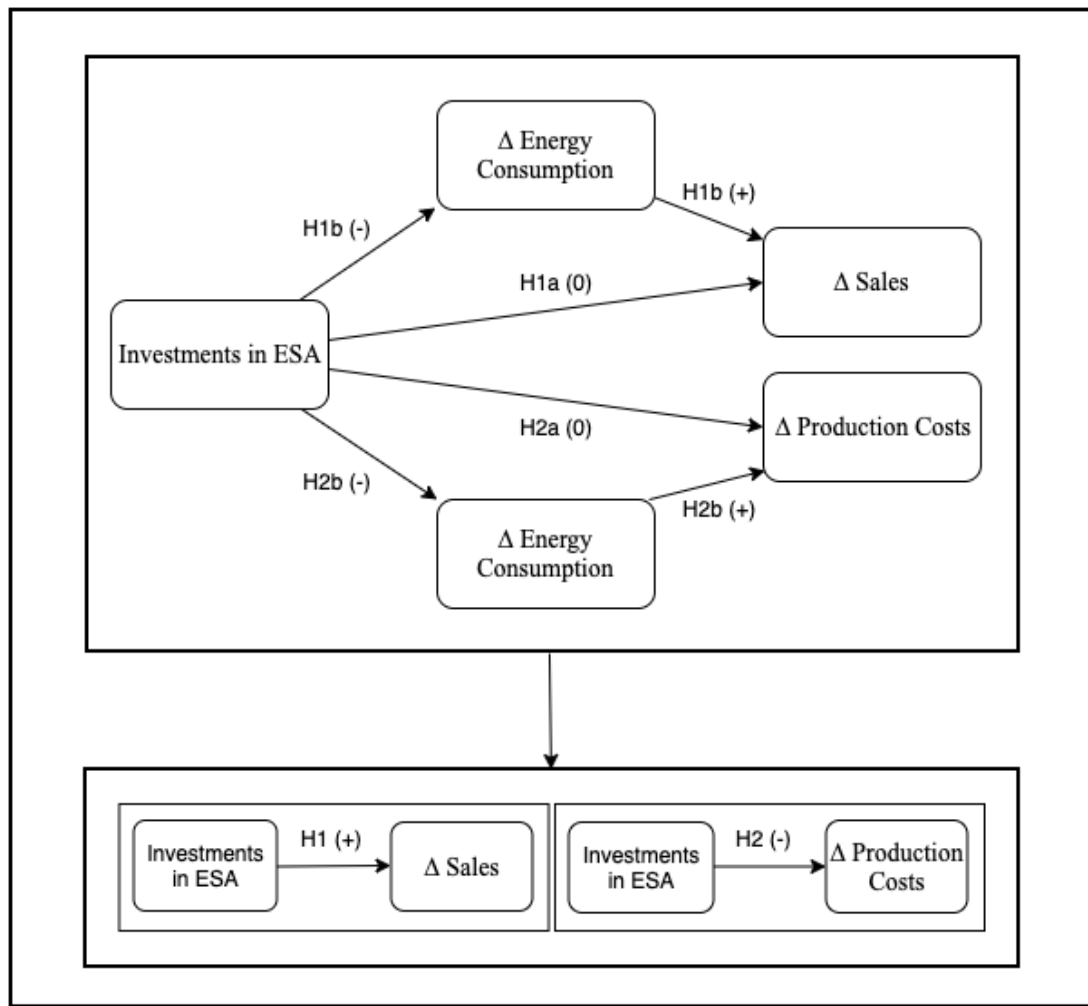 Δ Energy
Consumption
H1b (-)
H1b (+)
H1a (0)
Δ Sales
Investments in ESA
H2a (0)
Δ Production Costs
H2b (-)
H2b (+)
Δ Energy
Consumption
Investments
in ESA
H1 (+)
Δ Sales
Investments
in ESA
H2 (-)
Δ Production
Costs